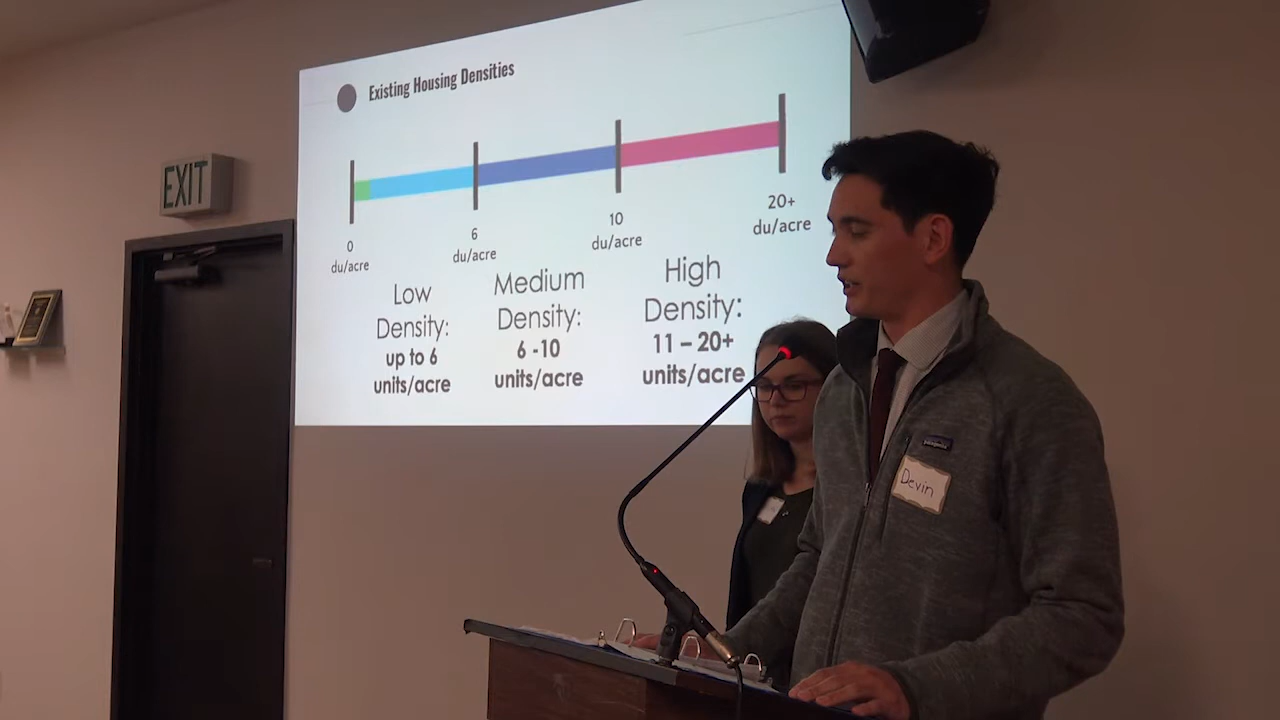 Existing Housing Densities
EXIT
0
du/acre
6
du/acre
10
du/acre
20+
du/acre
Low
Density:
up to 6
units/acre
Medium
Density:
6 -10
units/acre
High
Density:
11 – 20+
units/acre
patagonia
Devin